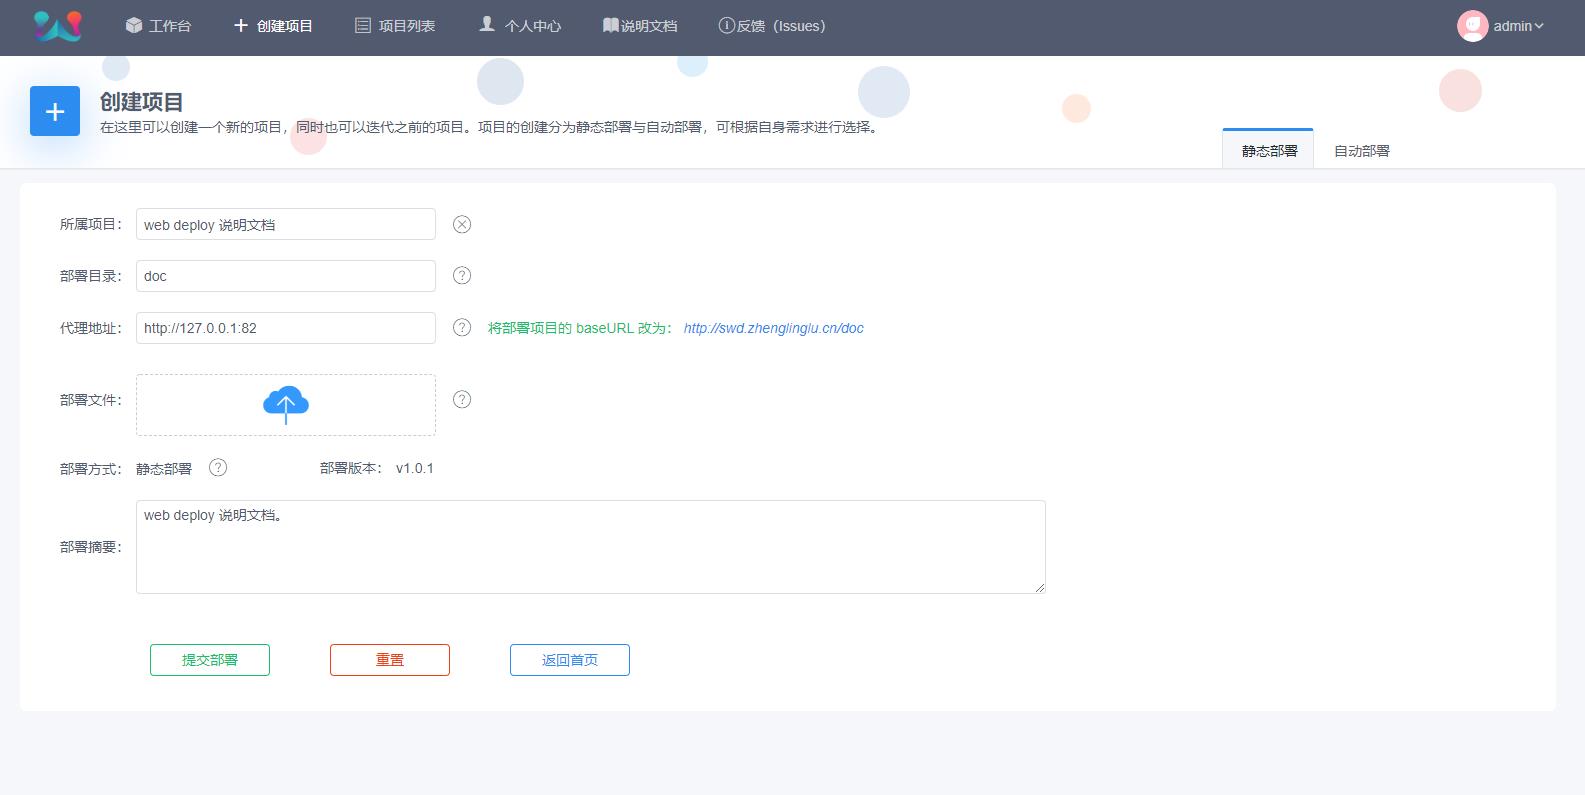 工作台 创建项目 项目列表 个人中心 说明文档 反馈（Issues） admin
创建项目
在这里可以创建一个新的项目，同时也可以迭代之前的项目。项目的创建分为静态部署与自动部署，可根据自身需求进行选择。
静态部署 自动部署
所属项目： web deploy 说明文档
部署目录： doc
代理地址： http://127.0.0.1:82 将部署项目的 baseURL 改为： http://swd.zhenglinglu.cn/doc
部署文件：
部署方式： 静态部署 部署版本： v1.0.1
部署摘要： web deploy 说明文档。
提交部署 重置 返回首页